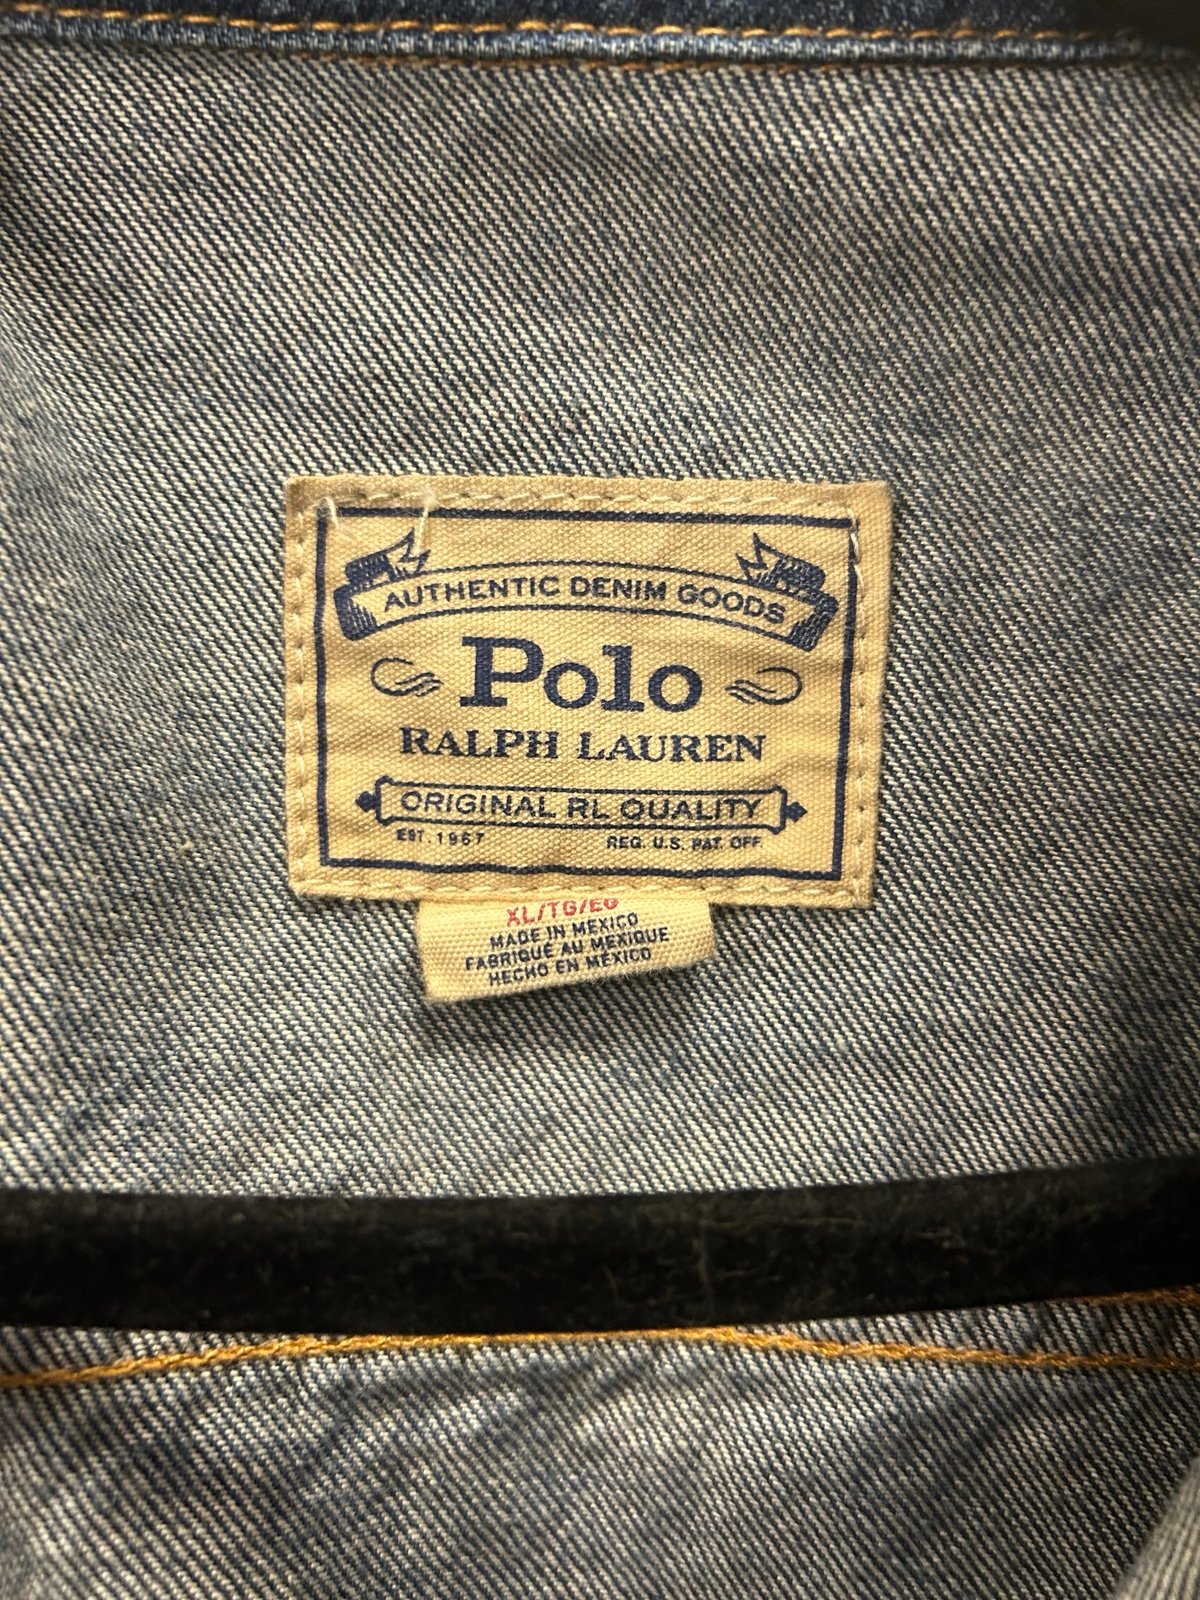 AUTHENTIC DENIM GOODS
Polo
RALPH LAUREN
ORIGINAL RL QUALITY
EST. 1967 REG. U.S. PAT. OFF.
XL/TG/EG
MADE IN MEXICO
FABRIQUÉ AU MEXIQUE
HECHO EN MÉXICO